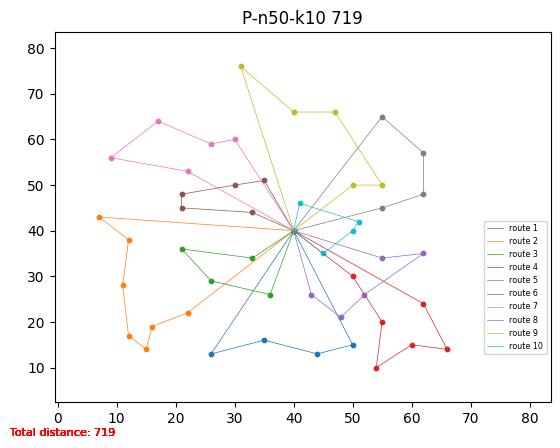 P-n50-k10 719
80
70
60
50
40
30
20
10
0 10 20 30 40 50 60 70 80
route 1
route 2
route 3
route 4
route 5
route 6
route 7
route 8
route 9
route 10
Total distance: 719